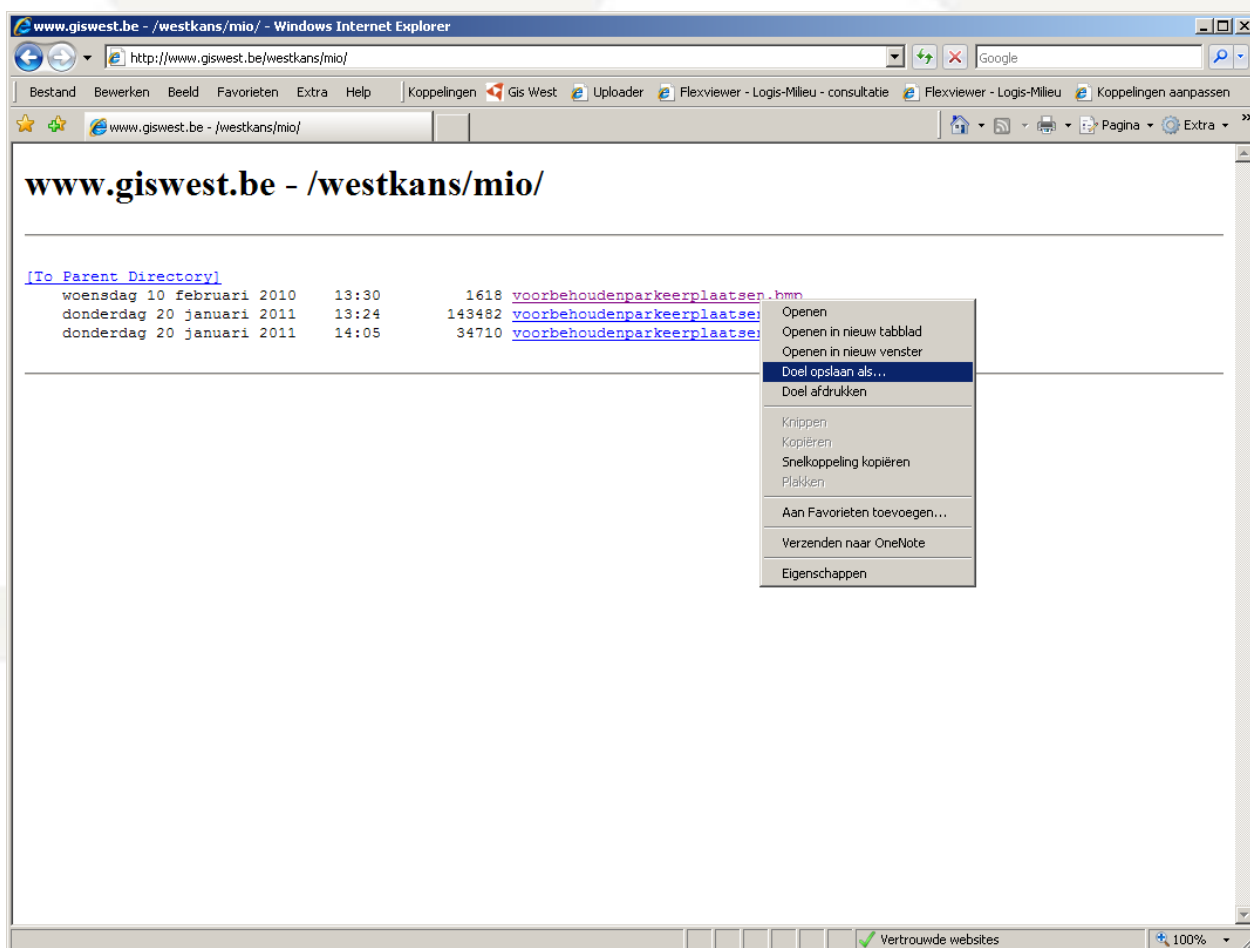 www.giswest.be - /westkans/mio/ - Windows Internet Explorer
http://www.giswest.be/westkans/mio/
Google
Bestand Bewerken Beeld Favorieten Extra Help Koppelingen Gis West Uploader Flexviewer - Logis-Milieu - consultatie Flexviewer - Logis-Milieu Koppelingen aanpassen
www.giswest.be - /westkans/mio/ Pagina Extra »
www.giswest.be - /westkans/mio/
[To Parent Directory]
woensdag 10 februari 2010 13:30 1618 voorbehoudenparkeerplaatsen.bmp
donderdag 20 januari 2011 13:24 143482
donderdag 20 januari 2011 14:05 34710
Openen
Openen in nieuw tabblad
Openen in nieuw venster
Doel opslaan als...
Doel afdrukken
Knippen
Kopiëren
Snelkoppeling kopiëren
Plakken
Aan Favorieten toevoegen...
Verzenden naar OneNote
Eigenschappen
Vertrouwde websites 100%